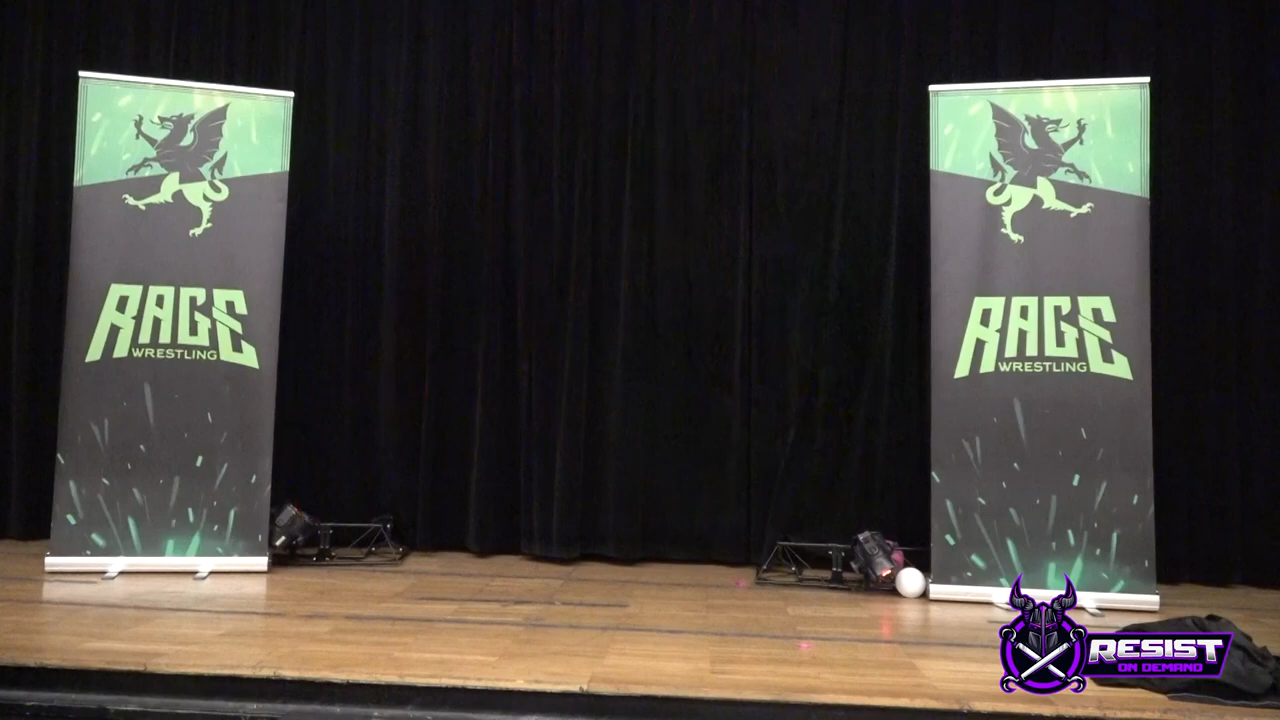 RAGE
WRESTLING
RAGE
WRESTLING
RESIST
ON DEMAND